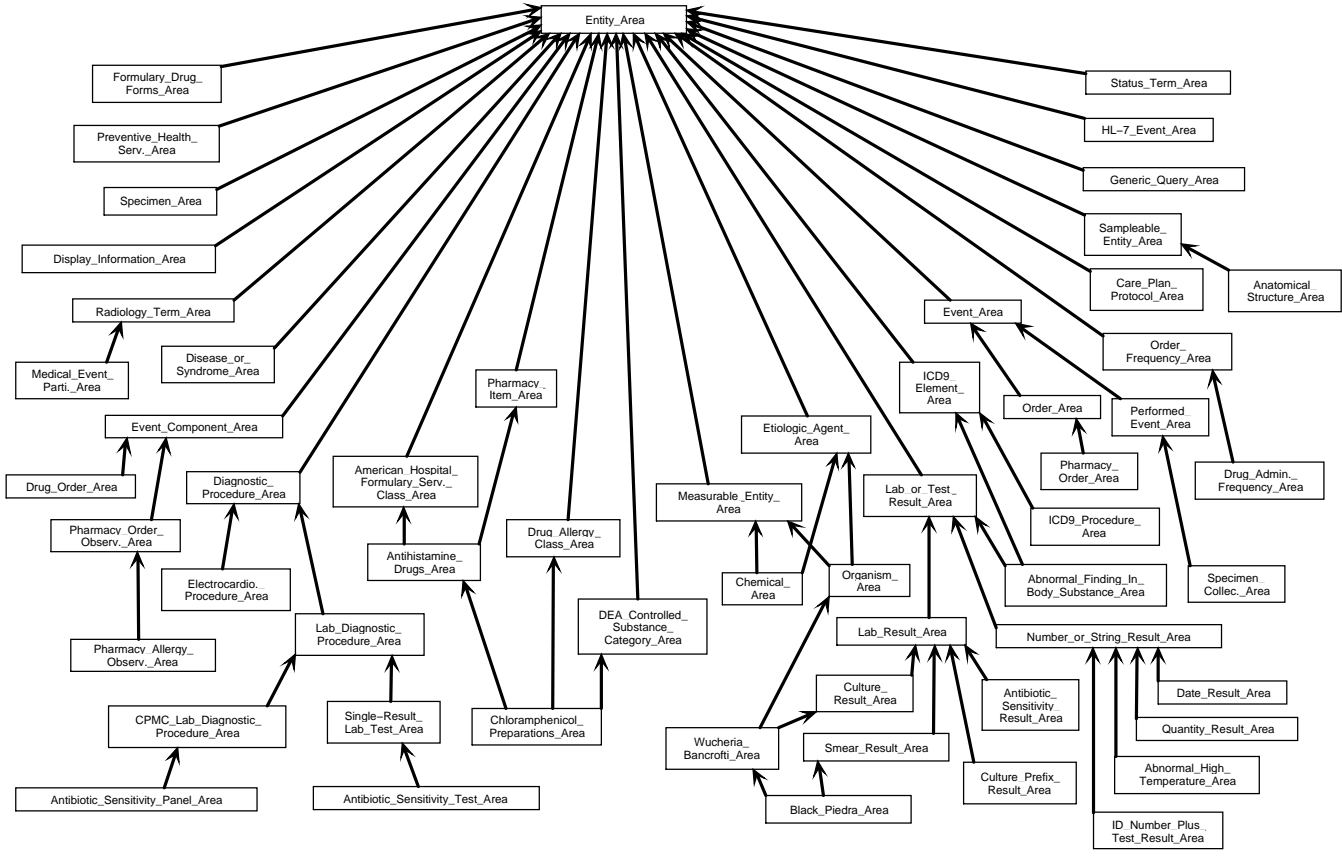 Entity_Area
Formulary_Drug_
Forms_Area
Status_Term_Area
Preventive_Health_
Serv._Area
HL-7_Event_Area
Specimen_Area
Generic_Query_Area
Display_Information_Area
Sampleable_
Entity_Area
Care_Plan_
Protocol_Area
Anatomical_
Structure_Area
Radiology_Term_Area
Event_Area
Medical_Event_
Parti._Area
Disease_or_
Syndrome_Area
Order_
Frequency_Area
Pharmacy_
Item_Area
ICD9_
Element_
Area
Order_Area
Performed_
Event_Area
Event_Component_Area
Etiologic_Agent_
Area
Drug_Order_Area
Diagnostic_
Procedure_Area
American_Hospital_
Formulary_Serv._
Class_Area
Measurable_Entity_
Area
Lab_or_Test_
Result_Area
Pharmacy_
Order_Area
Drug_Admin._
Frequency_Area
Pharmacy_Order_
Observ._Area
Antihistamine_
Drugs_Area
Drug_Allergy_
Class_Area
ICD9_Procedure_
Area
Electrocardio._
Procedure_Area
Chemical_
Area
Organism_
Area
Abnormal_Finding_In_
Body_Substance_Area
Specimen_
Collec._Area
Lab_Diagnostic_
Procedure_Area
DEA_Controlled_
Substance_
Category_Area
Lab_Result_Area
Number_or_String_Result_Area
Pharmacy_Allergy_
Observ._Area
Culture_
Result_Area
Antibiotic_
Sensitivity_
Result_Area
Date_Result_Area
CPMC_Lab_Diagnostic_
Procedure_Area
Single-Result_
Lab_Test_Area
Chloramphenicol_
Preparations_Area
Wucheria_
Bancrofti_Area
Smear_Result_Area
Quantity_Result_Area
Culture_Prefix_
Result_Area
Abnormal_High_
Temperature_Area
Antibiotic_Sensitivity_Panel_Area
Antibiotic_Sensitivity_Test_Area
Black_Piedra_Area
ID_Number_Plus_
Test_Result_Area